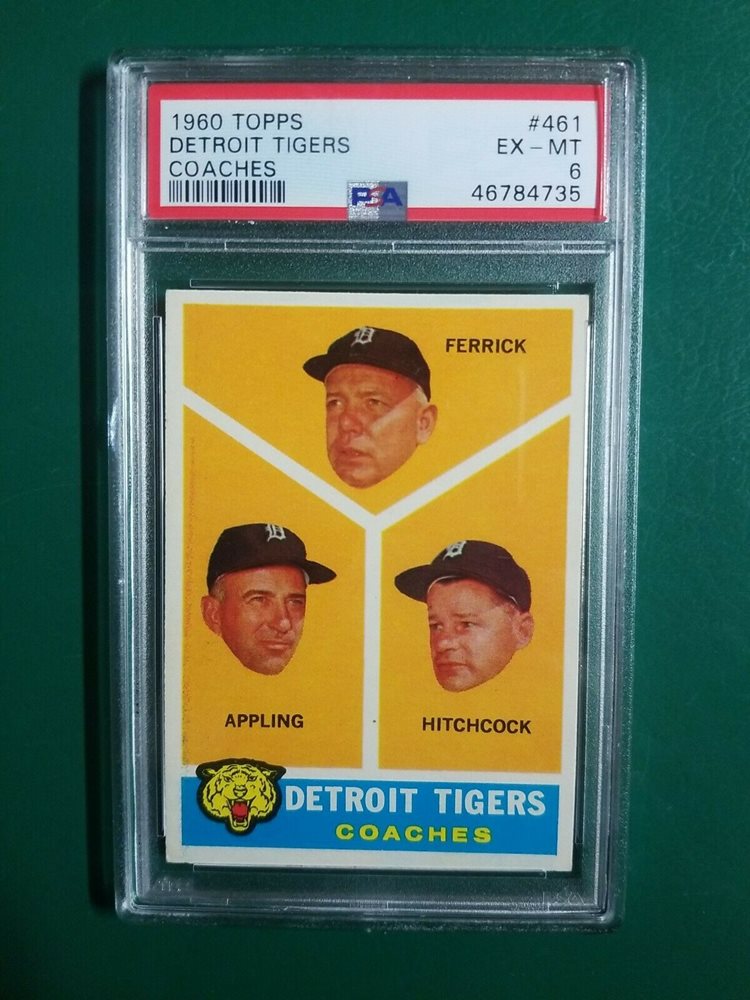 1960 TOPPS #461
DETROIT TIGERS EX - MT
COACHES 6
PSA 46784735
D
FERRICK
D
D
APPLING HITCHCOCK
DETROIT TIGERS
COACHES